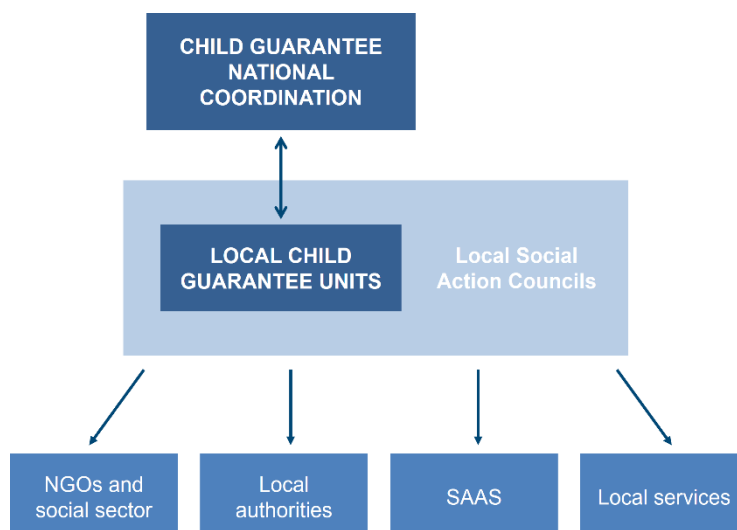 CHILD GUARANTEE
NATIONAL
COORDINATION
LOCAL CHILD
GUARANTEE UNITS
Local Social
Action Councils
NGOs and
social sector
Local
authorities
SAAS
Local services